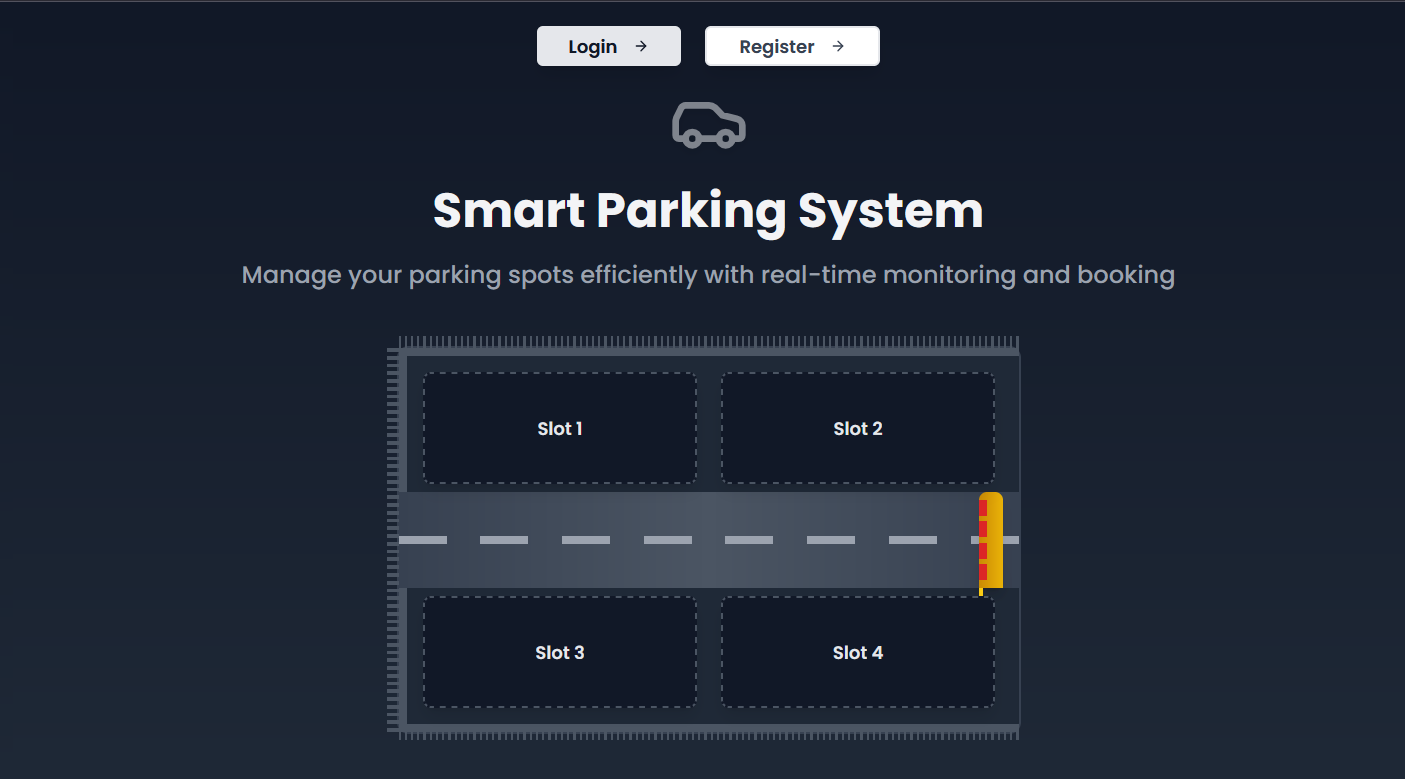 Login
Register
Smart Parking System
Manage your parking spots efficiently with real-time monitoring and booking
Slot 1
Slot 2
Slot 3
Slot 4